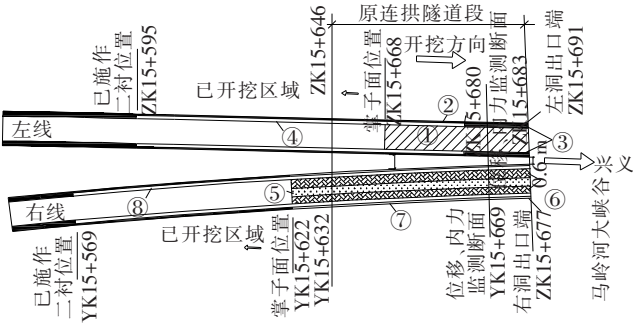 原连拱隧道段
开挖方向
ZK15+646
已施作
二衬位置
ZK15+595
已开挖区域
掌子面位置
ZK15+668
ZK15+680
位移、内力监测断面
ZK15+683
左洞出口端
ZK15+691
左线
④
②
①
③
0.6 m
兴义
马岭河大峡谷
右线
⑧
⑤
⑦
⑥
已开挖区域
已施作
二衬位置
YK15+569
掌子面位置
YK15+622
YK15+632
位移、内力
监测断面
YK15+669
右洞出口端
ZK15+677